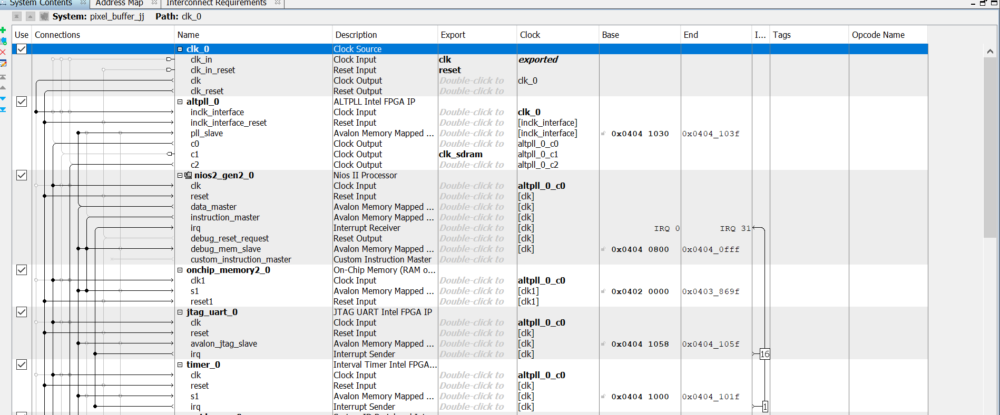 System Contents Address Map Interconnect Requirements
System: pixel_buffer_jj Path: clk_0
Use Connections Name Description Export Clock Base End I... Tags Opcode Name
clk_0 Clock Source
clk_in Clock Input clk exported
clk_in_reset Reset Input reset
clk Clock Output Double-click to clk_0
clk_reset Reset Output Double-click to
altpll_0 ALTPLL Intel FPGA IP
inclk_interface Clock Input Double-click to clk_0
inclk_interface_reset Reset Input Double-click to [inclk_interface]
pll_slave Avalon Memory Mapped ... Double-click to [inclk_interface] 0x0404 1030 0x0404_103f
c0 Clock Output Double-click to altpll_0_c0
c1 Clock Output clk_sdram altpll_0_c1
c2 Clock Output Double-click to altpll_0_c2
nios2_gen2_0 Nios II Processor
clk Clock Input Double-click to altpll_0_c0
reset Reset Input Double-click to [clk]
data_master Avalon Memory Mapped ... Double-click to [clk]
instruction_master Avalon Memory Mapped ... Double-click to [clk]
irq Interrupt Receiver Double-click to [clk] IRQ 0 IRQ 31
debug_reset_request Reset Output Double-click to [clk]
debug_mem_slave Avalon Memory Mapped ... Double-click to [clk] 0x0404 0800 0x0404_0fff
custom_instruction_master Custom Instruction Master Double-click to
onchip_memory2_0 On-Chip Memory (RAM o...
clk1 Clock Input Double-click to altpll_0_c0
s1 Avalon Memory Mapped ... Double-click to [clk1] 0x0402 0000 0x0403_869f
reset1 Reset Input Double-click to [clk1]
jtag_uart_0 JTAG UART Intel FPGA IP
clk Clock Input Double-click to altpll_0_c0
reset Reset Input Double-click to [clk]
avalon_jtag_slave Avalon Memory Mapped ... Double-click to [clk] 0x0404 1058 0x0404_105f
irq Interrupt Sender Double-click to [clk] 16
timer_0 Interval Timer Intel FPGA...
clk Clock Input Double-click to altpll_0_c0
reset Reset Input Double-click to [clk]
s1 Avalon Memory Mapped ... Double-click to [clk] 0x0404 1000 0x0404_101f
irq Interrupt Sender Double-click to [clk] 1